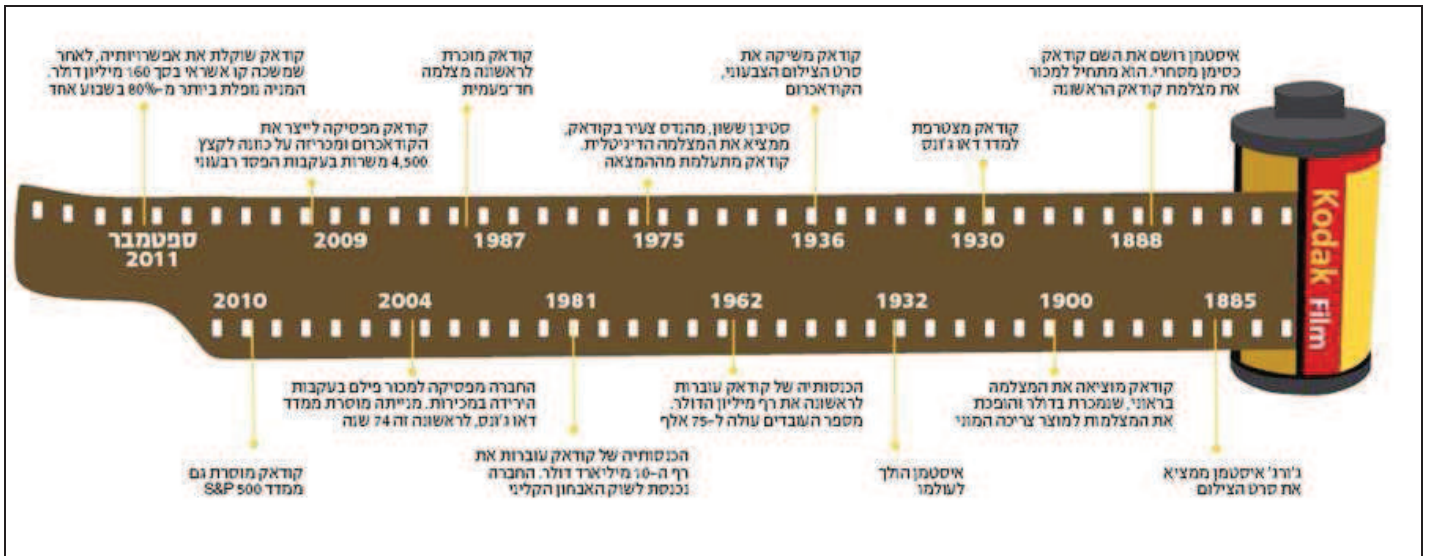 איסטמן רושם את השם קודאק
כסימן מסחרי. הוא מתחיל למכור
את מצלמת קודאק הראשונה
קודאק משיקה את
סרט הצילום הצבעוני,
הקודאכרום
קודאק מוכרת
לראשונה מצלמה
חד־פעמית
קודאק שוקלת את אפשרויותיה, לאחר
שמשכה קו אשראי בסך 160 מיליון דולר.
המניה נופלת ביותר מ-80% בשבוע אחד
קודאק מצטרפת
למדד דאו ג'ונס
סטיבן ששון, מהנדס צעיר בקודאק,
ממציא את המצלמה הדיגיטלית.
קודאק מתעלמת מההמצאה
קודאק מפסיקה לייצר את
הקודאכרום ומכריזה על כוונה לקצץ
4,500 משרות בעקבות הפסד רבעוני
Kodak Film
1888
1930
1936
1975
1987
2009
ספטמבר
2011
1885
1900
1932
1962
1981
2004
2010
קודאק מוציאה את המצלמה
בראוני, שנמכרת בדולר והופכת
את המצלמות למוצר צריכה המוני
הכנסותיה של קודאק עוברות
לראשונה את רף מיליון הדולר.
מספר העובדים עולה ל-75 אלף
החברה מפסיקה למכור פילם בעקבות
הירידה במכירות. מנייתה מוסרת ממדד
דאו ג'ונס, לראשונה זה 74 שנה
ג'ורג' איסטמן ממציא
את סרט הצילום
איסטמן הולך
לעולמו
הכנסותיה של קודאק עוברות את
רף ה-10 מיליארד דולר. החברה
נכנסת לשוק האבחון הקליני
קודאק מוסרת גם
ממדד S&P 500